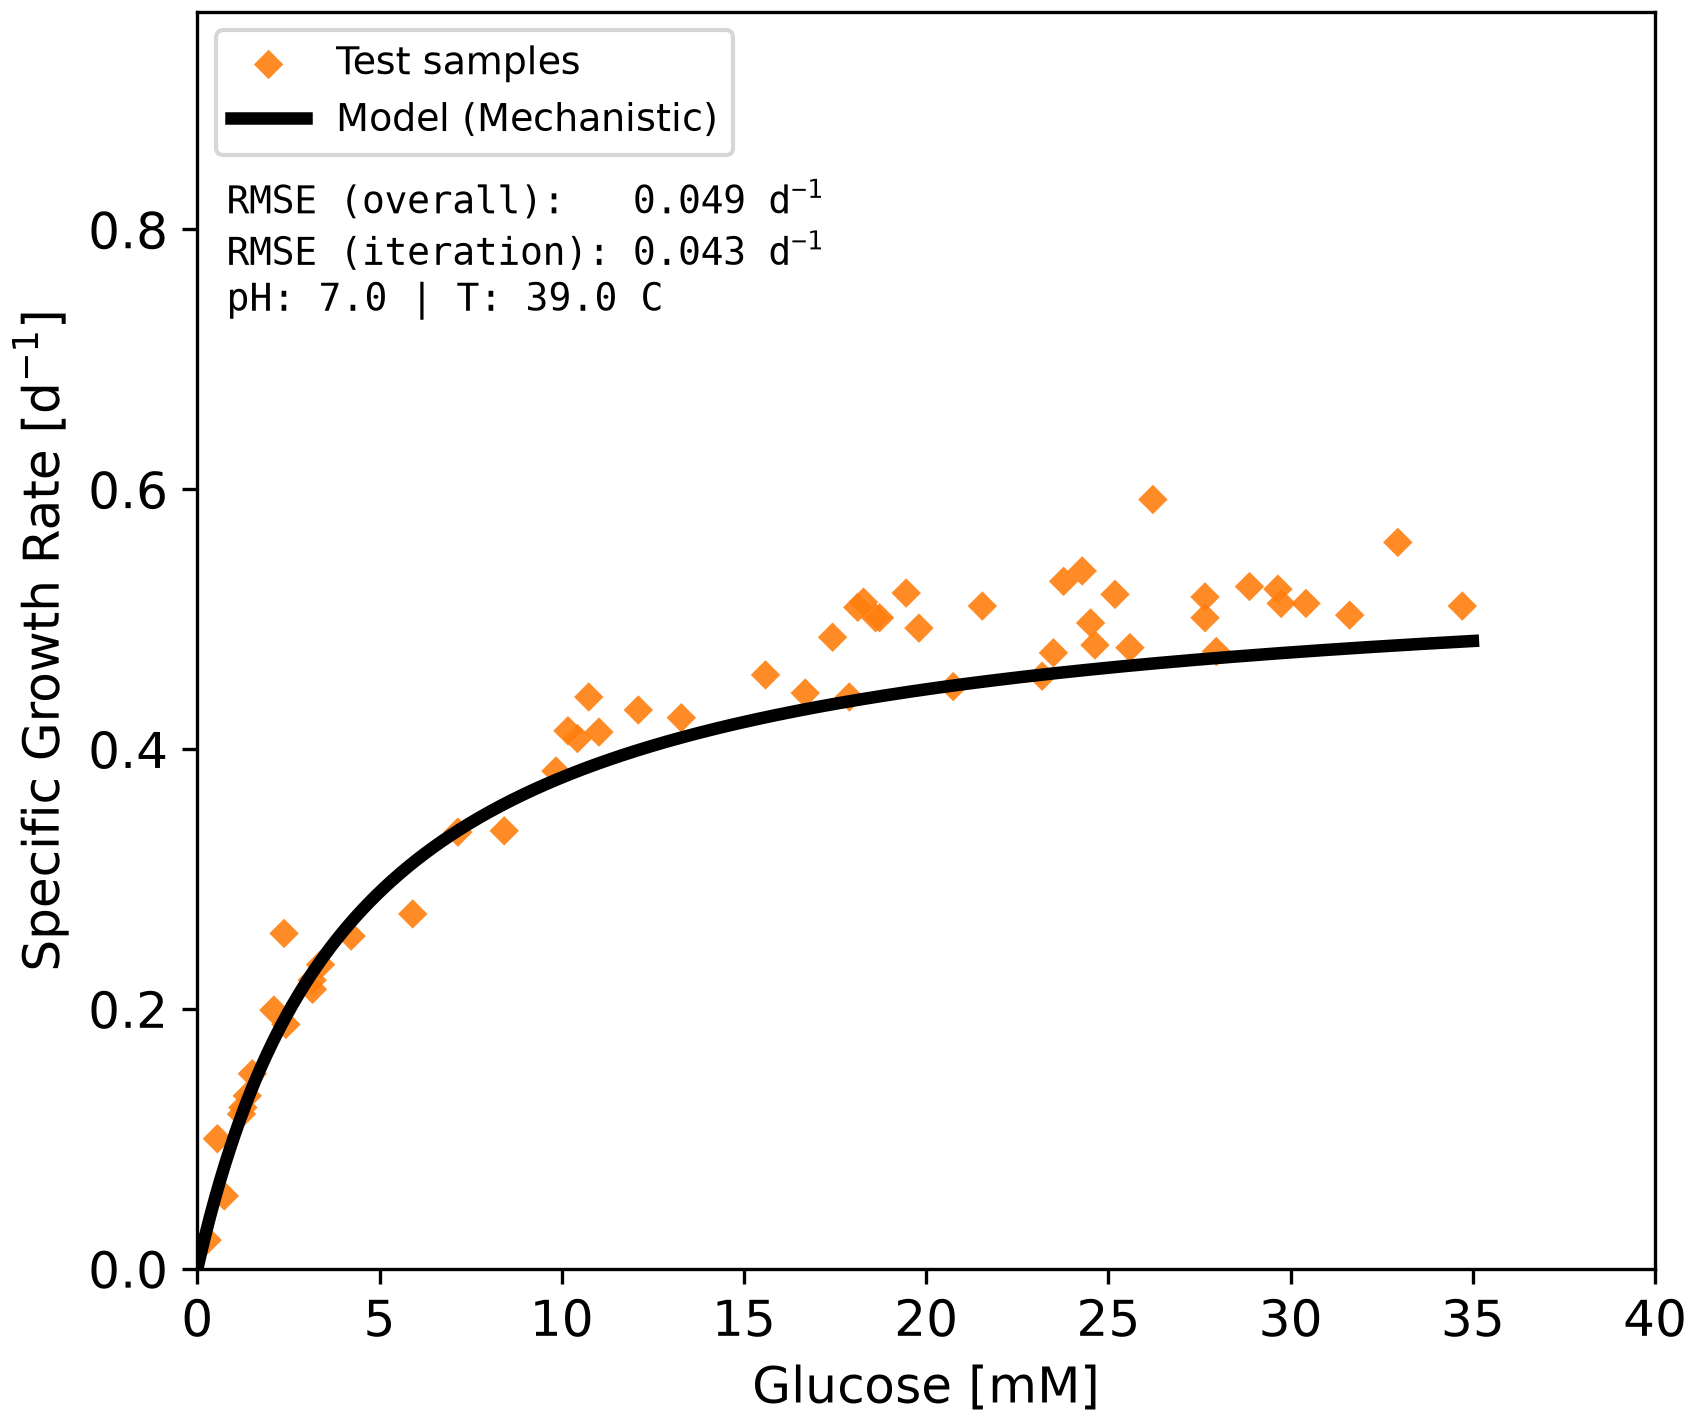 Test samples
Model (Mechanistic)
RMSE (overall):   0.049 d⁻¹
RMSE (iteration): 0.043 d⁻¹
pH: 7.0 | T: 39.0 C
Specific Growth Rate [d⁻¹]
0.8
0.6
0.4
0.2
0.0
0 5 10 15 20 25 30 35 40
Glucose [mM]